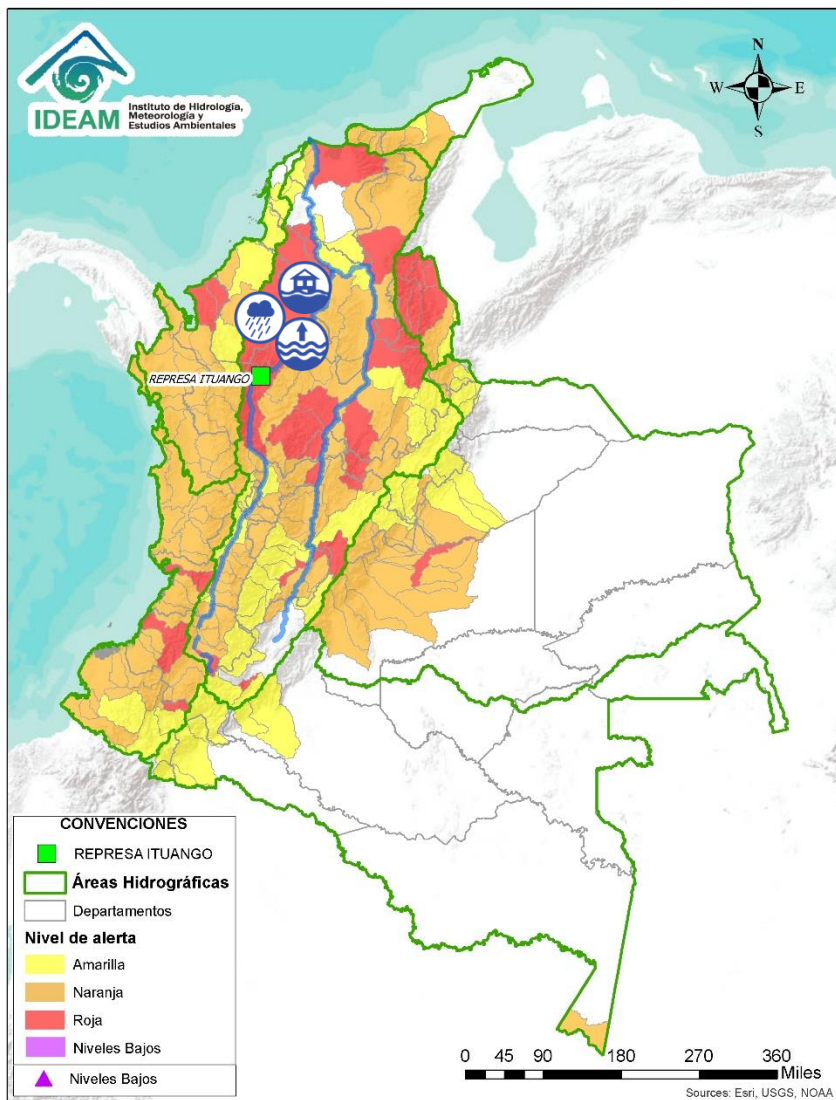 IDEAM
Instituto de Hidrología,
Meteorología y
Estudios Ambientales
N
W E
S
REPRESA ITUANGO
CONVENCIONES
REPRESA ITUANGO
Áreas Hidrográficas
Departamentos
Nivel de alerta
Amarilla
Naranja
Roja
Niveles Bajos
Niveles Bajos
0 45 90 180 270 360
Miles
Sources: Esri, USGS, NOAA